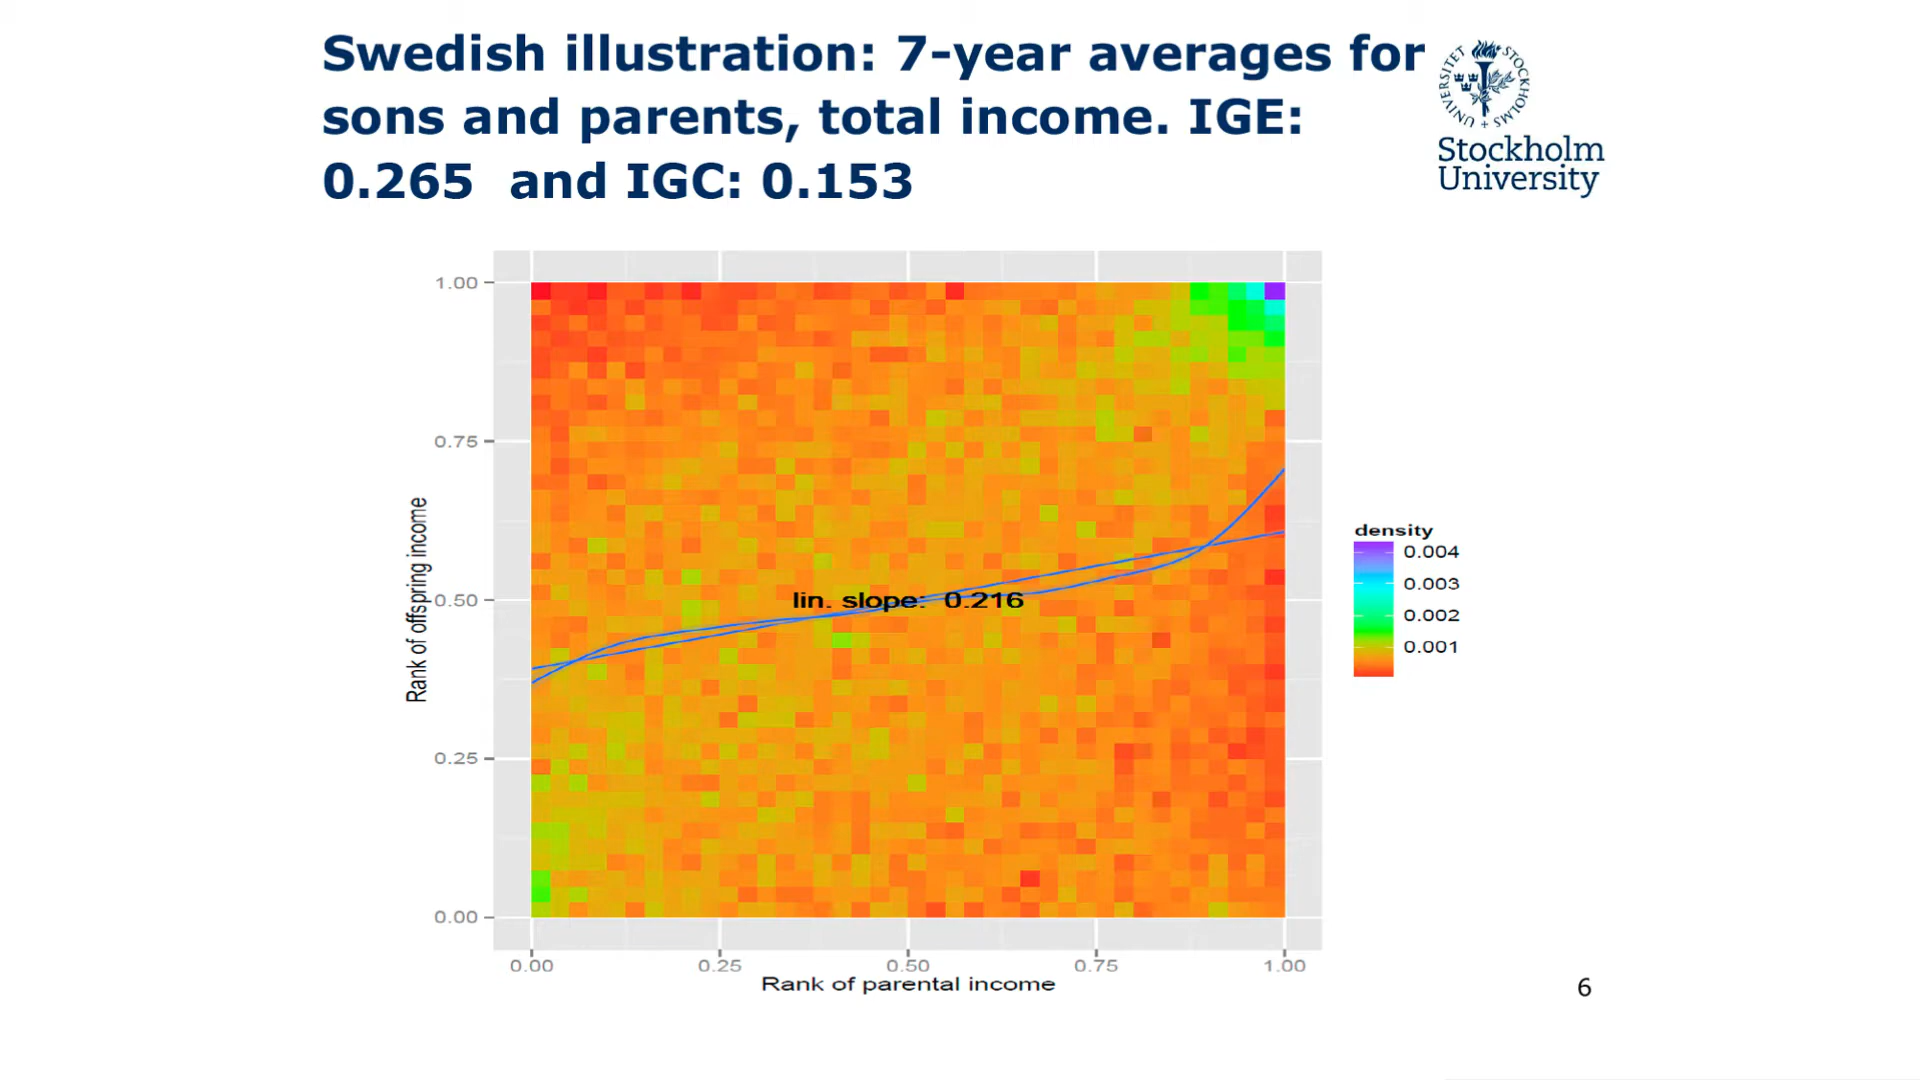 Swedish illustration: 7-year averages for
sons and parents, total income. IGE:
0.265 and IGC: 0.153
UNIVERSITET STOCKHOLMS +
Stockholm
University
1.00
0.75
0.50
0.25
0.00
Rank of offspring income
lin. slope: 0.216
0.00 0.25 0.50 0.75 1.00
Rank of parental income
density
0.004
0.003
0.002
0.001
6